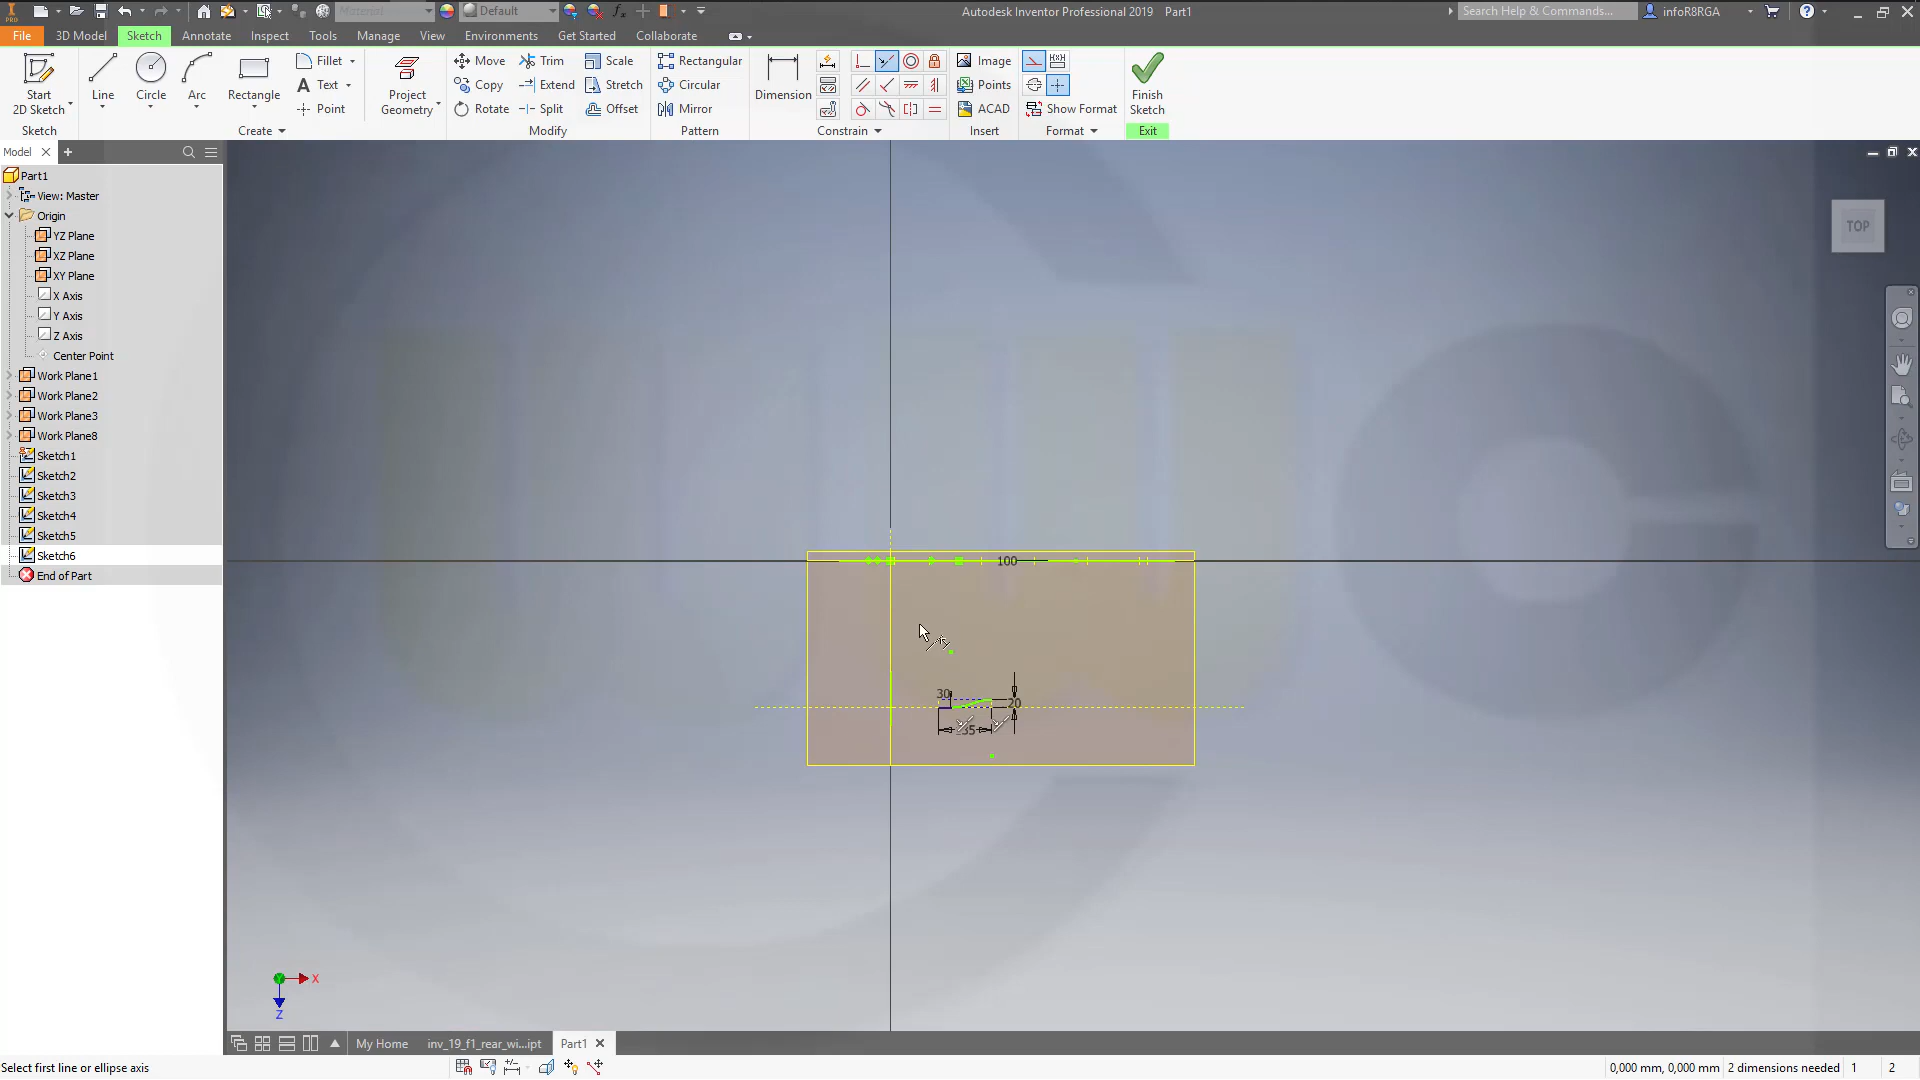 Material
Default
Autodesk Inventor Professional 2019 Part1
Search Help & Commands...
infoR8RGA
PRO
File
3D Model
Sketch
Annotate
Inspect
Tools
Manage
View
Environments
Get Started
Collaborate
Start
2D Sketch
Line
Circle
Arc
Rectangle
Fillet
Text
Point
Project
Geometry
Move
Copy
Rotate
Trim
Extend
Split
Scale
Stretch
Offset
Rectangular
Circular
Mirror
Dimension
Image
Points
ACAD
Show Format
Finish
Sketch
Sketch
Create
Modify
Pattern
Constrain
Insert
Format
Exit
Model
Part1
View: Master
Origin
YZ Plane
XZ Plane
XY Plane
X Axis
Y Axis
Z Axis
Center Point
Work Plane1
Work Plane2
Work Plane3
Work Plane8
Sketch1
Sketch2
Sketch3
Sketch4
Sketch5
Sketch6
End of Part
TOP
100
30
20
X
Z
My Home
inv_19_f1_rear_wi...ipt
Part1
Select first line or ellipse axis
0,000 mm, 0,000 mm
2 dimensions needed
1
2